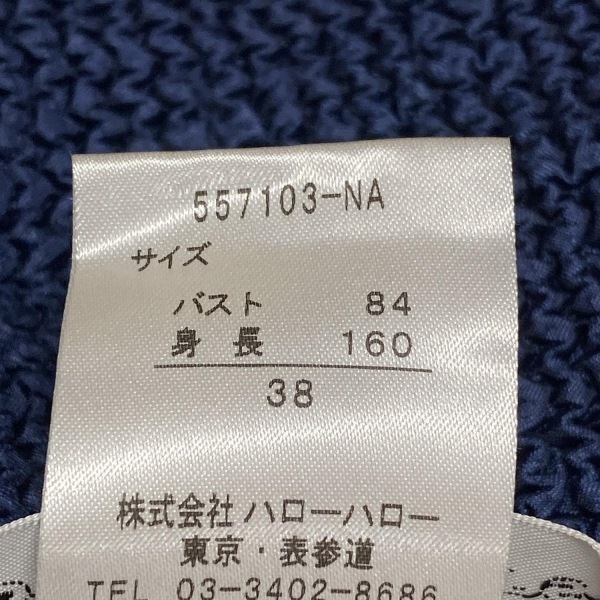 557103-NA
サイズ
バスト 84
身長 160
38
株式会社 ハローハロー
東京・表参道
TEL 03-3402-8686